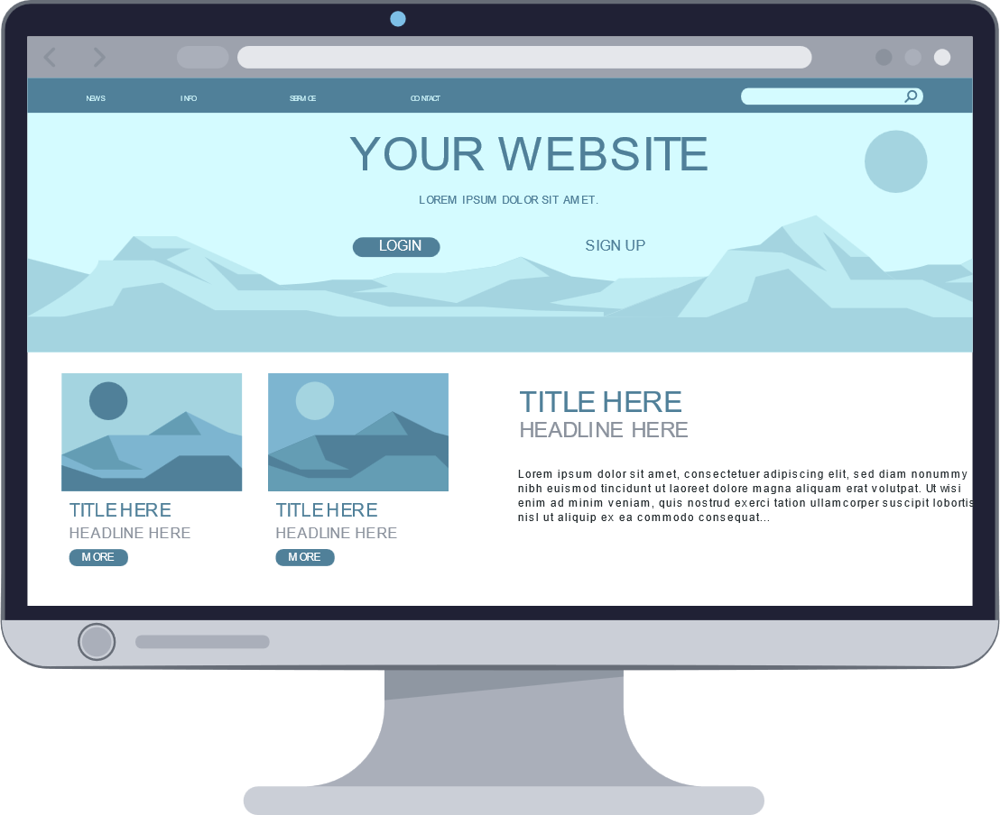 NEWS INFO SERVICE CONTACT
YOUR WEBSITE
LOREM IPSUM DOLOR SIT AMET.
LOGIN SIGN UP
TITLE HERE
HEADLINE HERE
MORE
TITLE HERE
HEADLINE HERE
MORE
TITLE HERE
HEADLINE HERE
Lorem ipsum dolor sit amet, consectetuer adipiscing elit, sed diam nonummy
nibh euismod tincidunt ut laoreet dolore magna aliquam erat volutpat. Ut wisi
enim ad minim veniam, quis nostrud exerci tation ullamcorper suscipit lobortis
nisl ut aliquip ex ea commodo consequat...